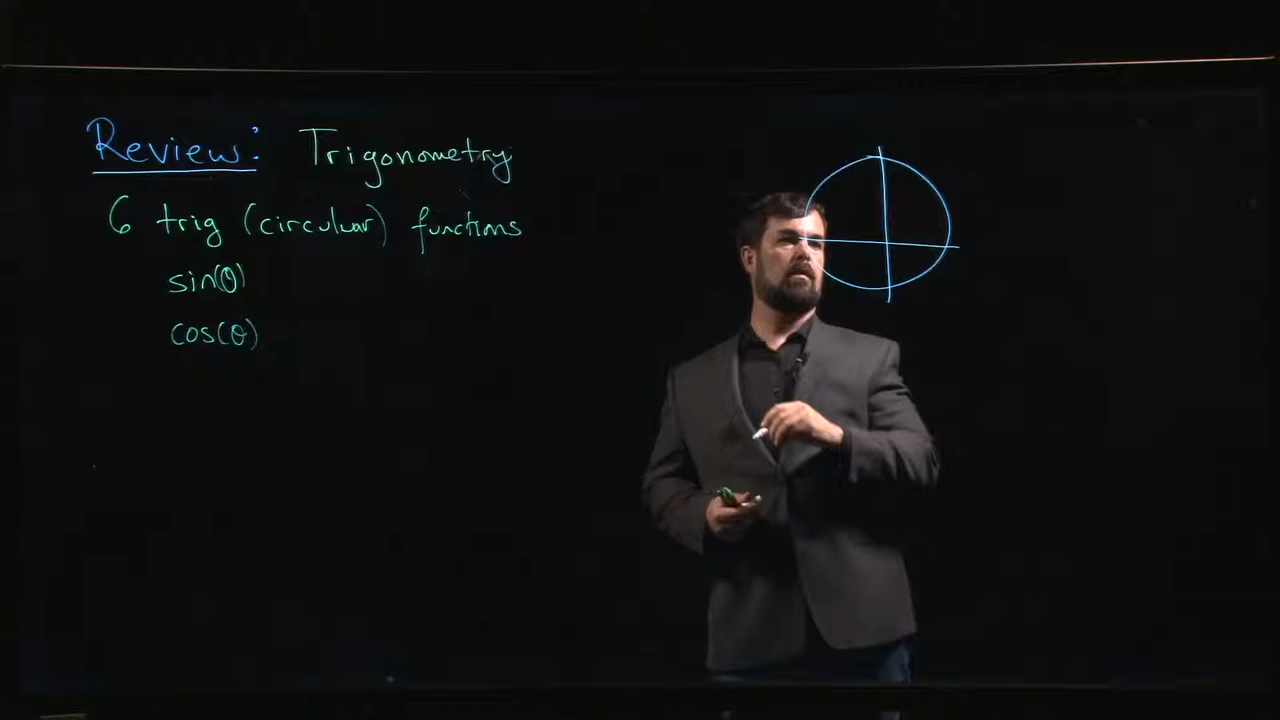 Review: Trigonometry
6 trig (circular) functions
sin(θ)
cos(θ)